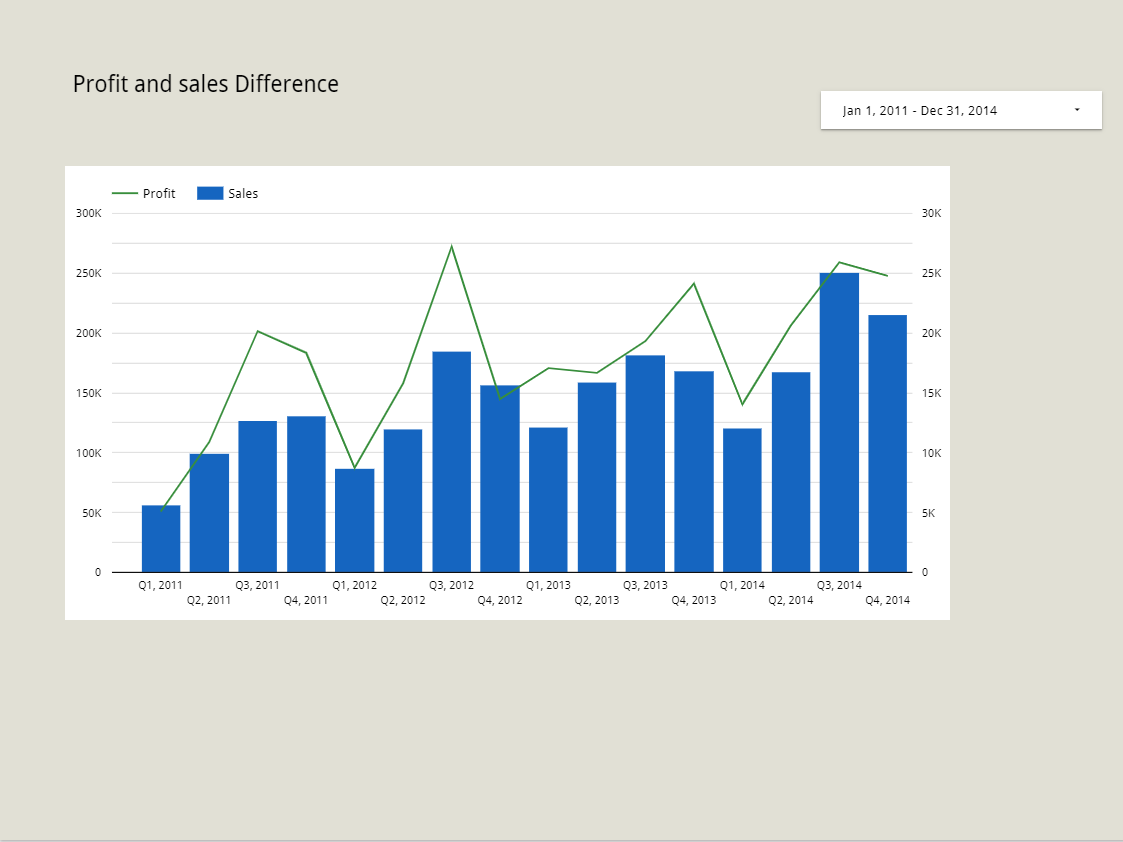 Profit and sales Difference
Jan 1, 2011 - Dec 31, 2014
Profit Sales
300K 30K
250K 25K
200K 20K
150K 15K
100K 10K
50K 5K
0 0
Q1, 2011 Q3, 2011 Q1, 2012 Q3, 2012 Q1, 2013 Q3, 2013 Q1, 2014 Q3, 2014
Q2, 2011 Q4, 2011 Q2, 2012 Q4, 2012 Q2, 2013 Q4, 2013 Q2, 2014 Q4, 2014